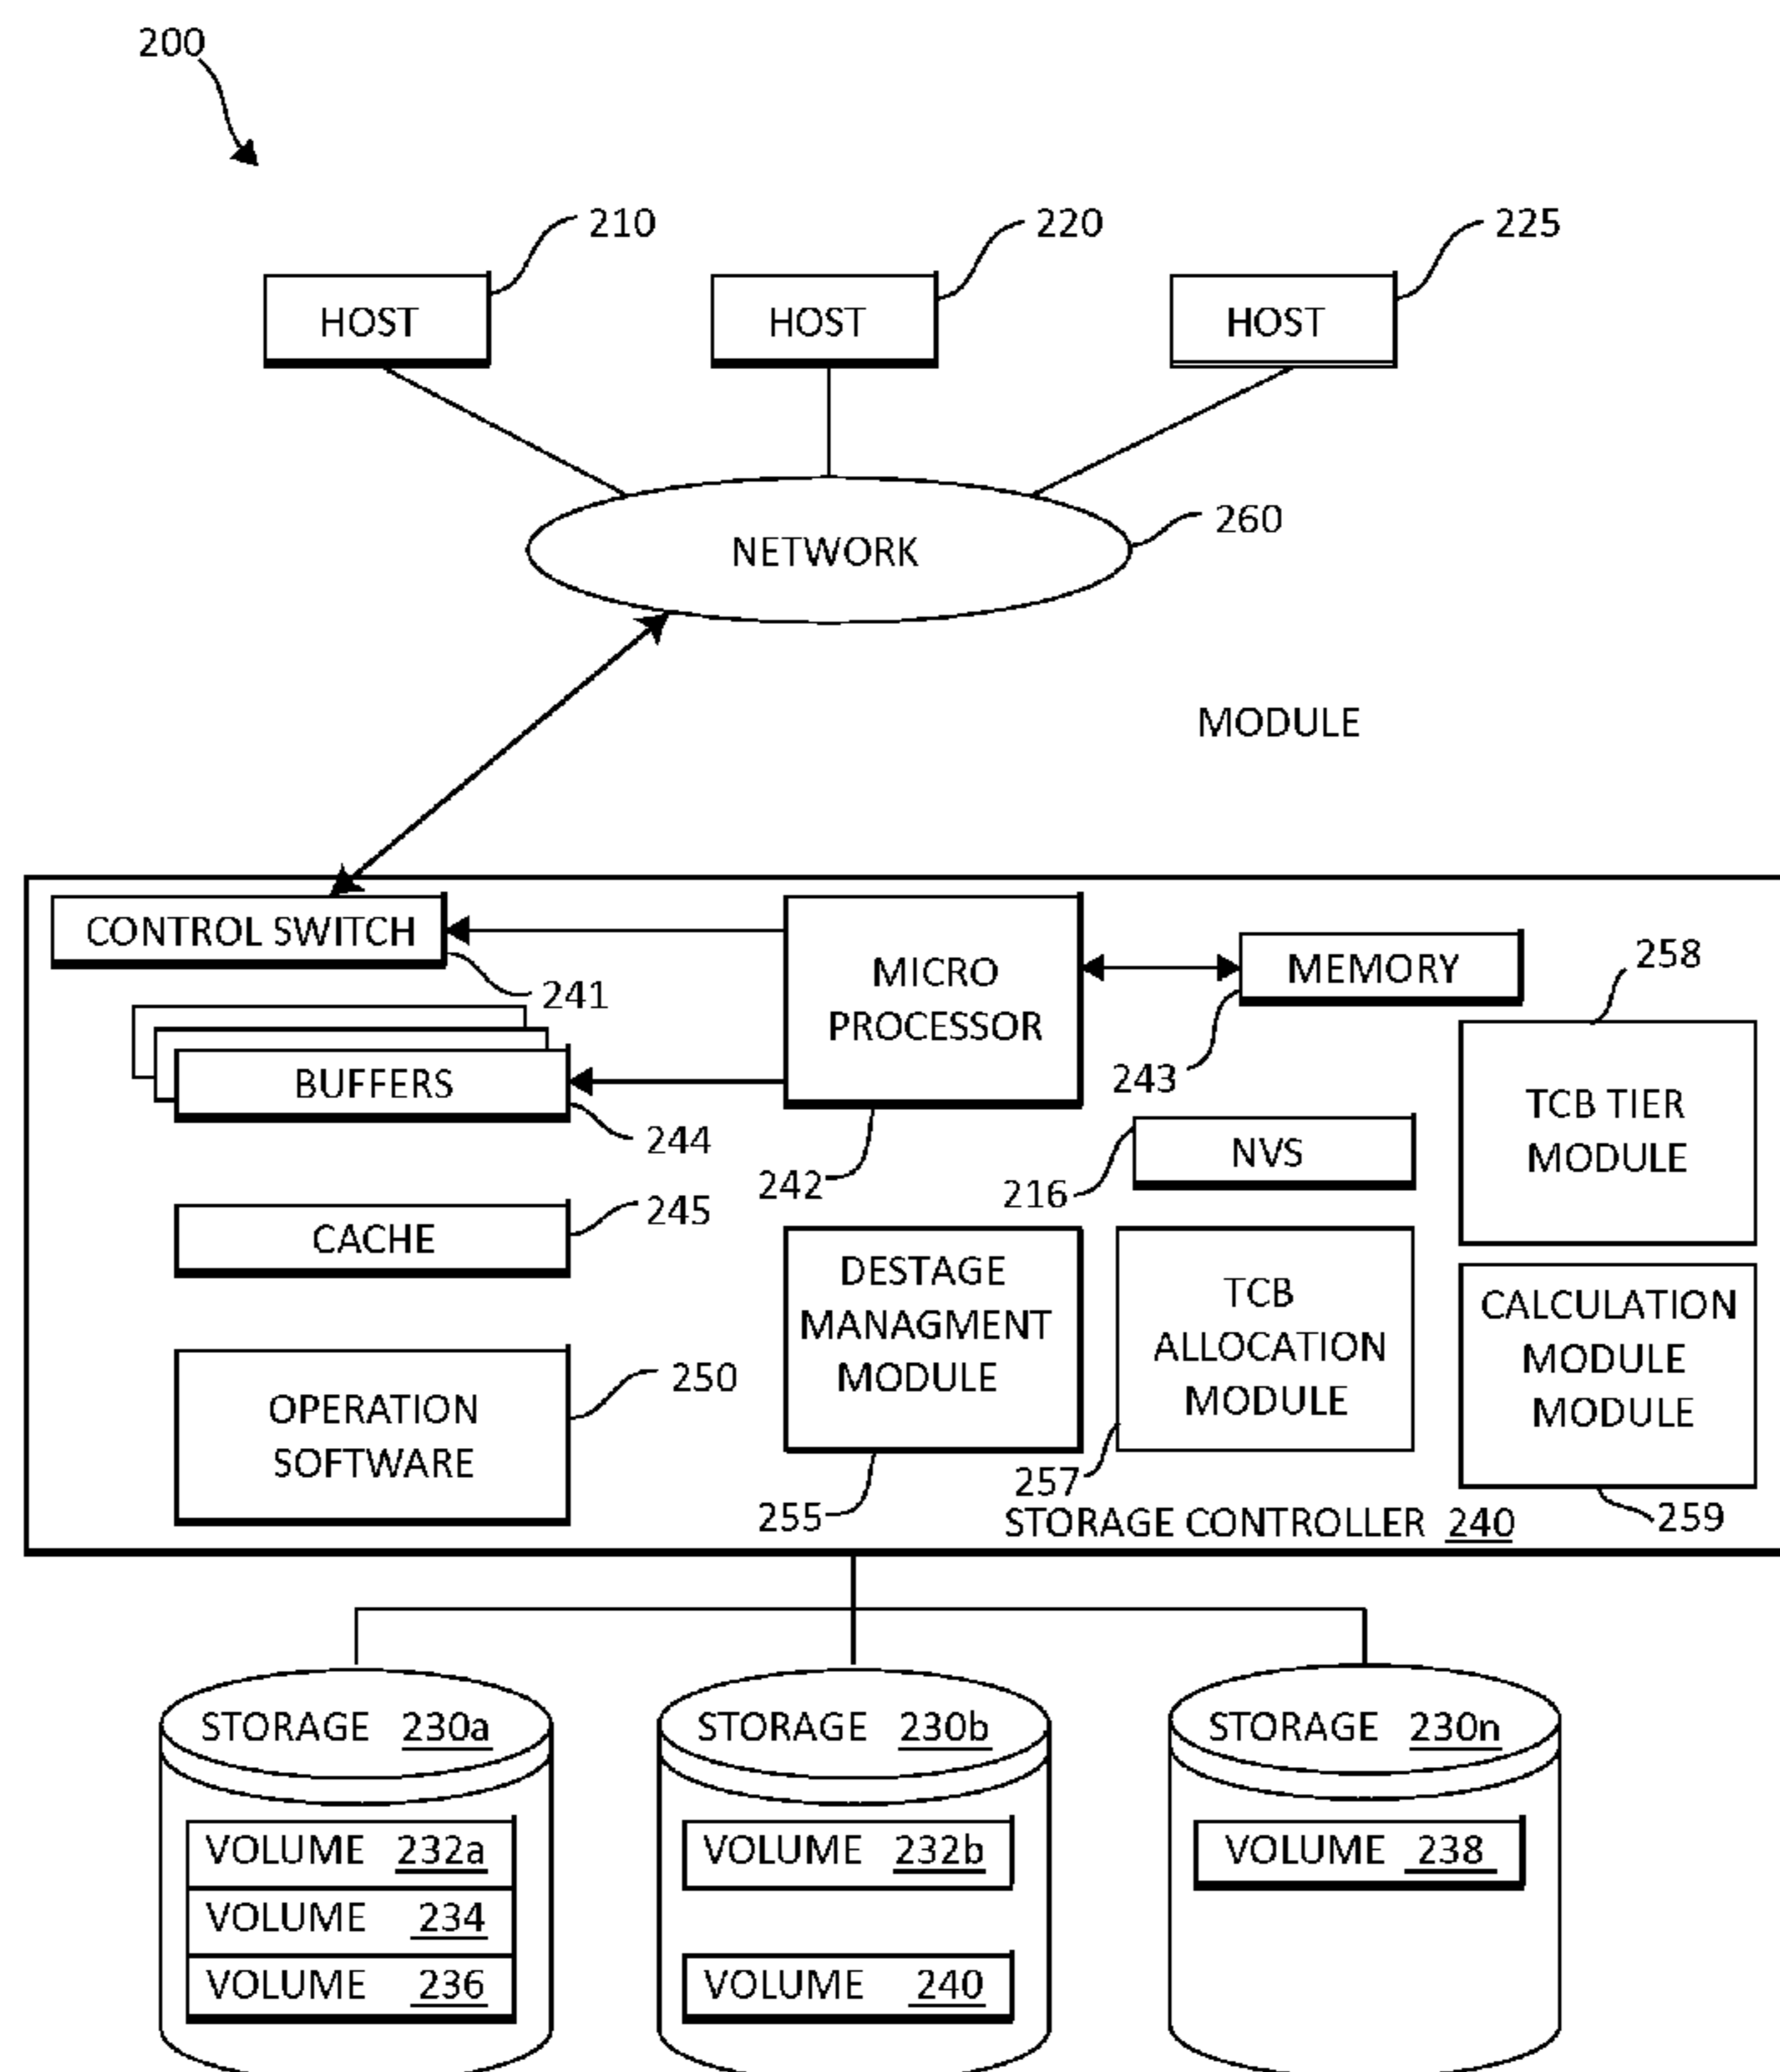 200
210
220
225
HOST
HOST
HOST
260
NETWORK
MODULE
CONTROL SWITCH
241
MICRO
PROCESSOR
MEMORY
243
258
BUFFERS
244
242
NVS
216
TCB TIER
MODULE
CACHE
245
DESTAGE
MANAGMENT
MODULE
255
TCB
ALLOCATION
MODULE
257
CALCULATION
MODULE
MODULE
259
OPERATION
SOFTWARE
250
STORAGE CONTROLLER 240
STORAGE 230a
VOLUME 232a
VOLUME 234
VOLUME 236
STORAGE 230b
VOLUME 232b
VOLUME 240
STORAGE 230n
VOLUME 238